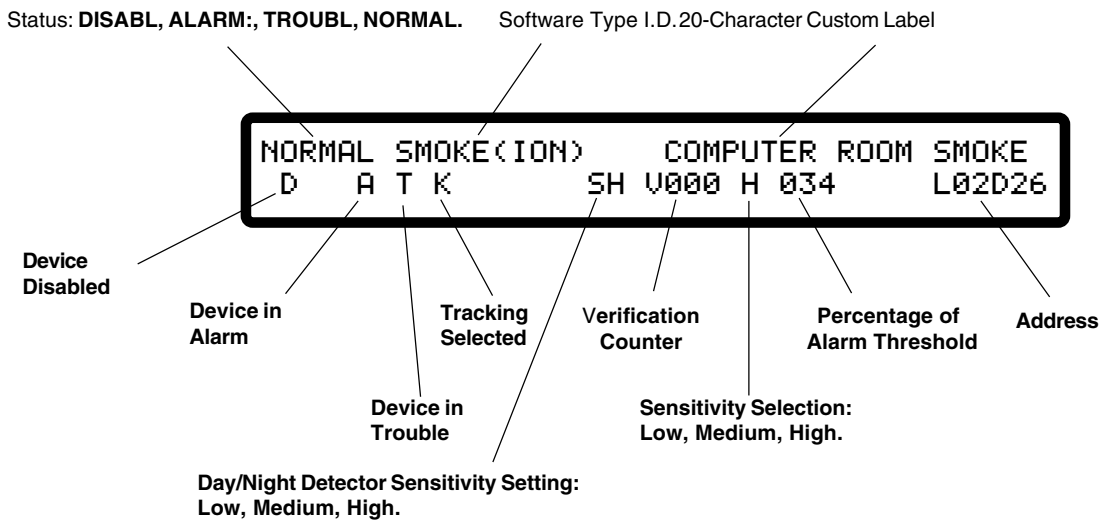 Status: DISABL, ALARM:, TROUBL, NORMAL.
Software Type I.D.
20-Character Custom Label
NORMAL SMOKE(ION) COMPUTER ROOM SMOKE
D A T K SH V000 H 034 L02D26
Device
Disabled
Device in
Alarm
Tracking
Selected
Verification
Counter
Percentage of
Alarm Threshold
Address
Device in
Trouble
Sensitivity Selection:
Low, Medium, High.
Day/Night Detector Sensitivity Setting:
Low, Medium, High.